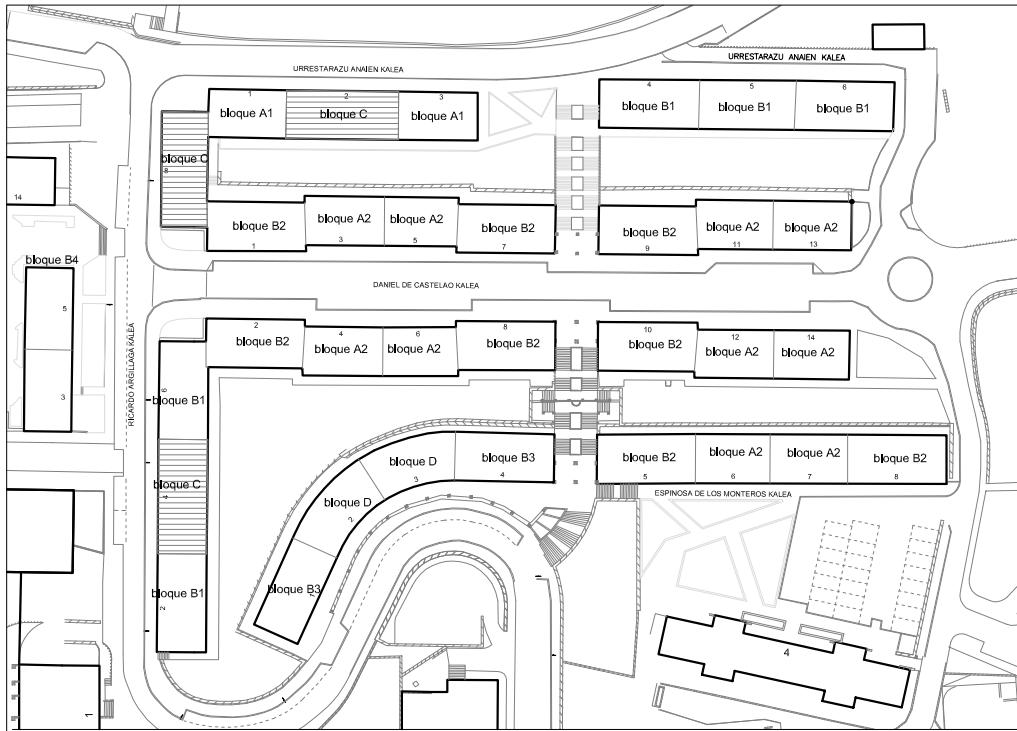 URRESTARAZU ANAIEN KALEA
URRESTARAZU ANAIEN KALEA
1
2
3
4
5
6
bloque A1
bloque C
bloque A1
bloque B1
bloque B1
bloque B1
bloque C
8
14
bloque B2
bloque A2
bloque A2
bloque B2
bloque B2
bloque A2
bloque A2
1
3
5
7
9
11
13
bloque B4
5
3
DANIEL DE CASTELAO KALEA
RICARDO ARGILLAGA KALEA
2
4
6
8
10
12
14
bloque B2
bloque A2
bloque A2
bloque B2
bloque B2
bloque A2
bloque A2
6
bloque B1
bloque C
4
bloque B1
2
bloque D
bloque B3
3
4
bloque D
2
bloque B3
1
bloque B2
bloque A2
bloque A2
bloque B2
5
6
7
8
ESPINOSA DE LOS MONTEROS KALEA
4
1